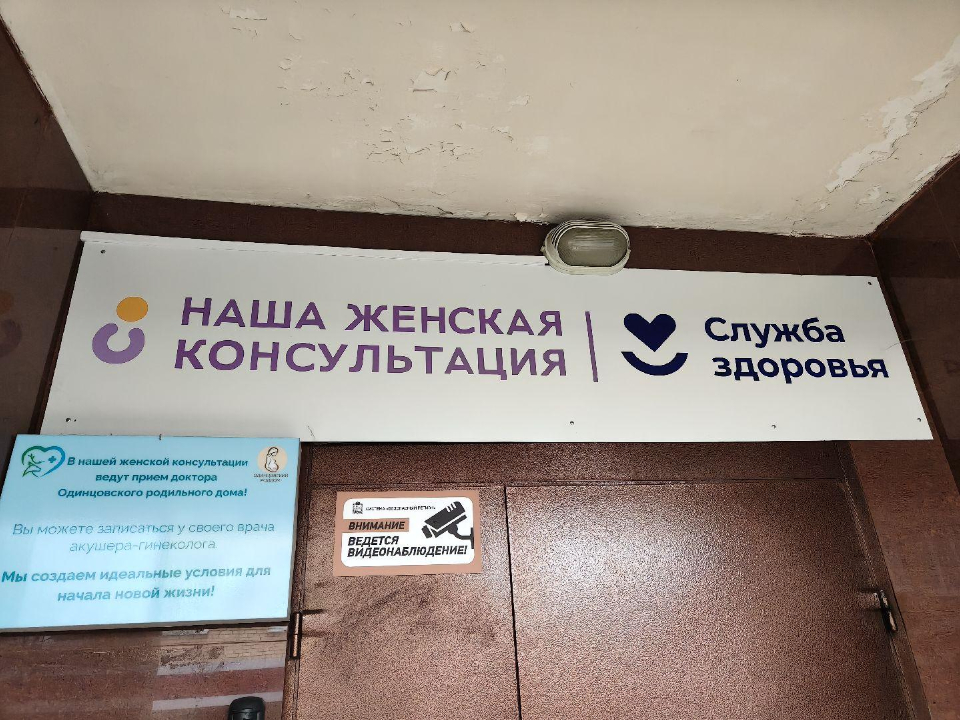 НАША ЖЕНСКАЯ
КОНСУЛЬТАЦИЯ
Служба
здоровья
В нашей женской консультации
ведут прием доктора
Одинцовского родильного дома!
Вы можете записаться у своего врача
акушера-гинеколога
Мы создаем идеальные условия для
начала новой жизни!
ВНИМАНИЕ
ВЕДЕТСЯ
ВИДЕОНАБЛЮДЕНИЕ!